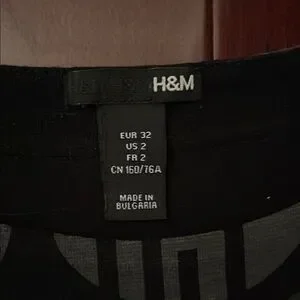 H&M
EUR 32
US 2
FR 2
CN 160/76A
MADE IN
BULGARIA